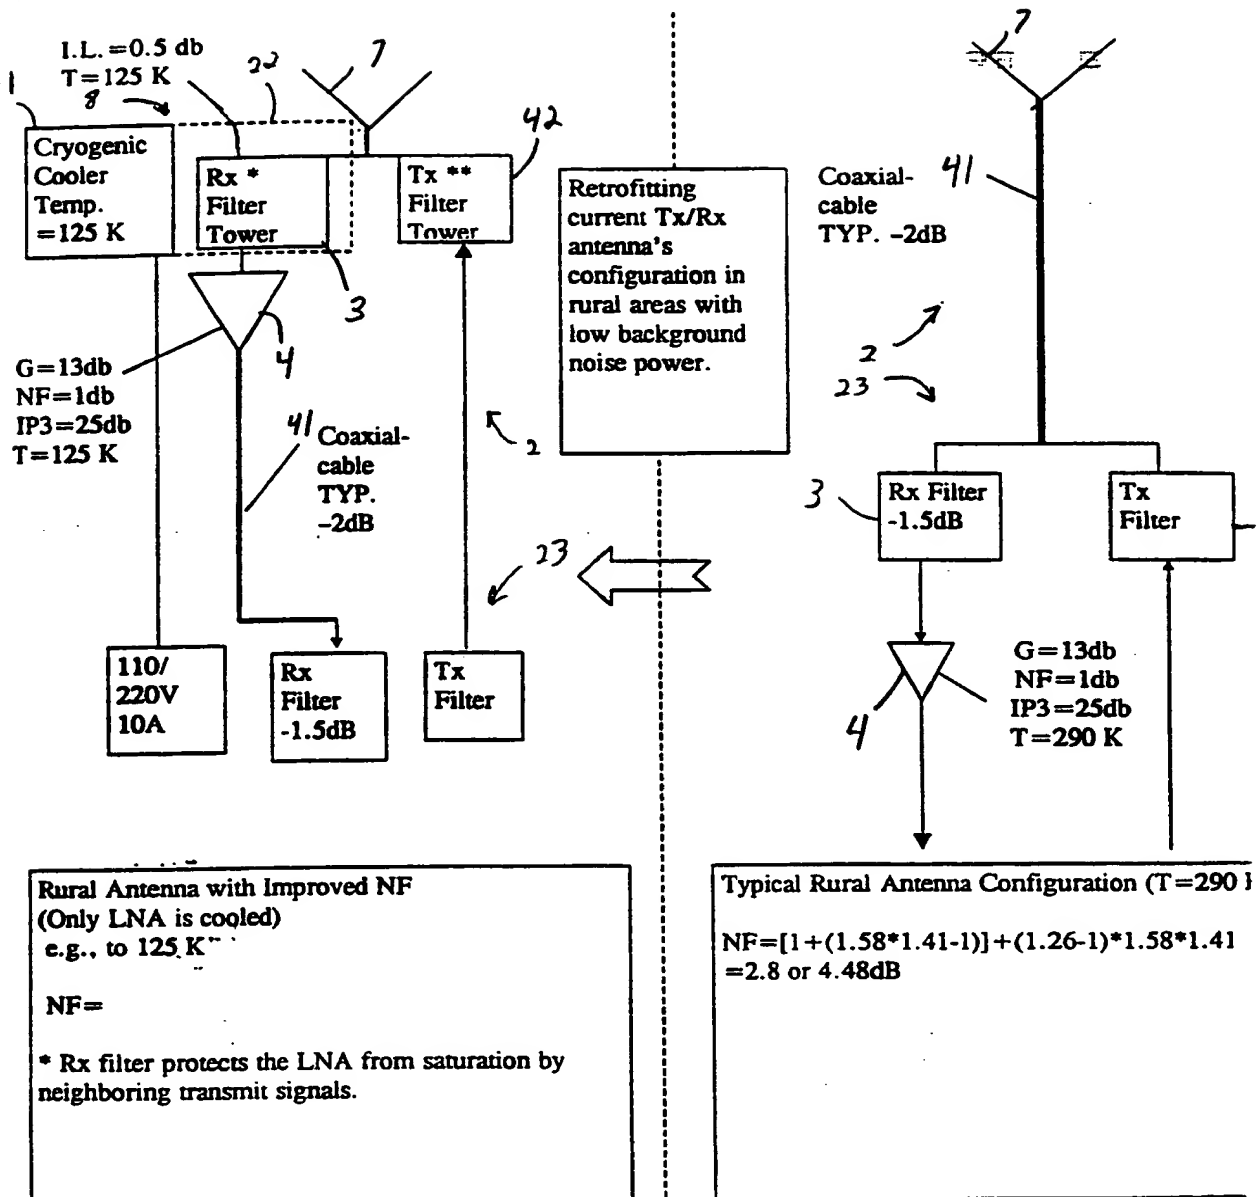 I.L.=0.5 db
T=125 K
22
7
1
8
42
Cryogenic
Cooler
Temp.
=125 K
Rx *
Filter
Tower
Tx **
Filter
Tower
3
4
G=13db
NF=1db
IP3=25db
T=125 K
41
Coaxial-
cable
TYP.
-2dB
2
23
110/
220V
10A
Rx
Filter
-1.5dB
Tx
Filter
Retrofitting
current Tx/Rx
antenna's
configuration in
rural areas with
low background
noise power.
7
Coaxial-
cable
TYP. -2dB
41
2
23
3
Rx Filter
-1.5dB
Tx
Filter
4
G=13db
NF=1db
IP3=25db
T=290 K
Rural Antenna with Improved NF
(Only LNA is cooled)
e.g., to 125 K
NF=
* Rx filter protects the LNA from saturation by
neighboring transmit signals.
Typical Rural Antenna Configuration (T=290
NF=[1+(1.58*1.41-1)]+(1.26-1)*1.58*1.41
=2.8 or 4.48dB